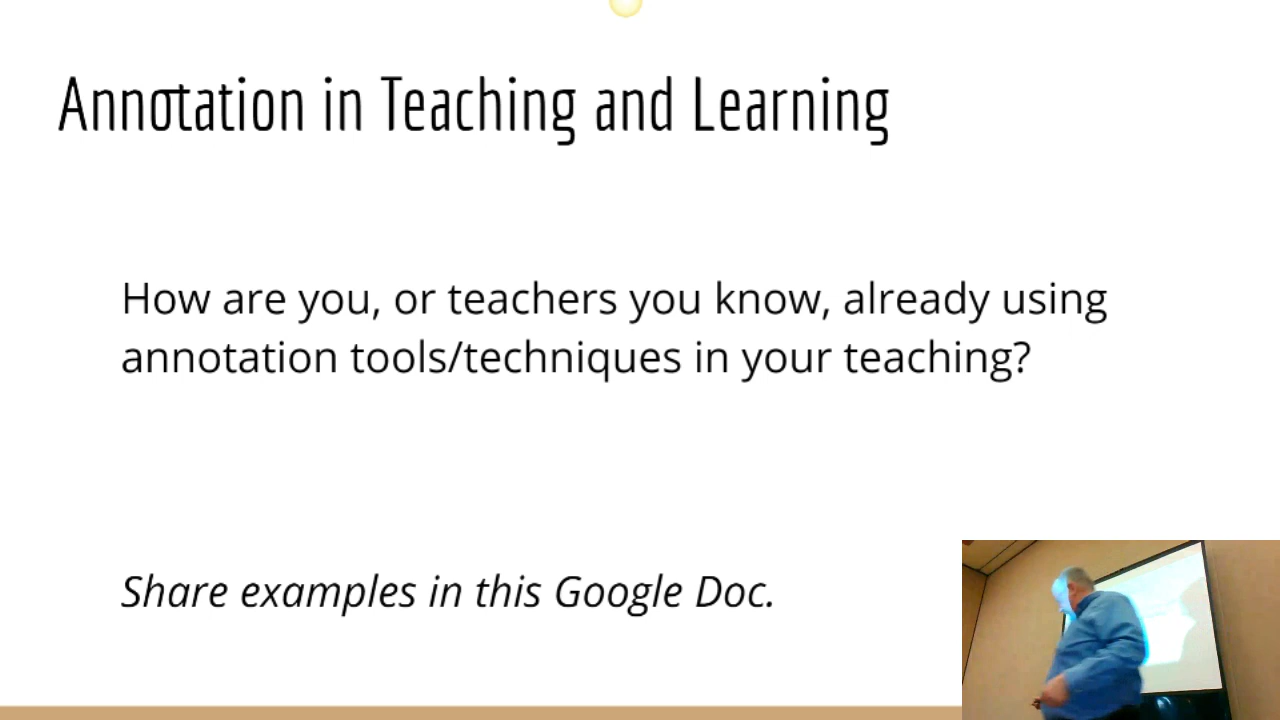 Annotation in Teaching and Learning
How are you, or teachers you know, already using
annotation tools/techniques in your teaching?
Share examples in this Google Doc.